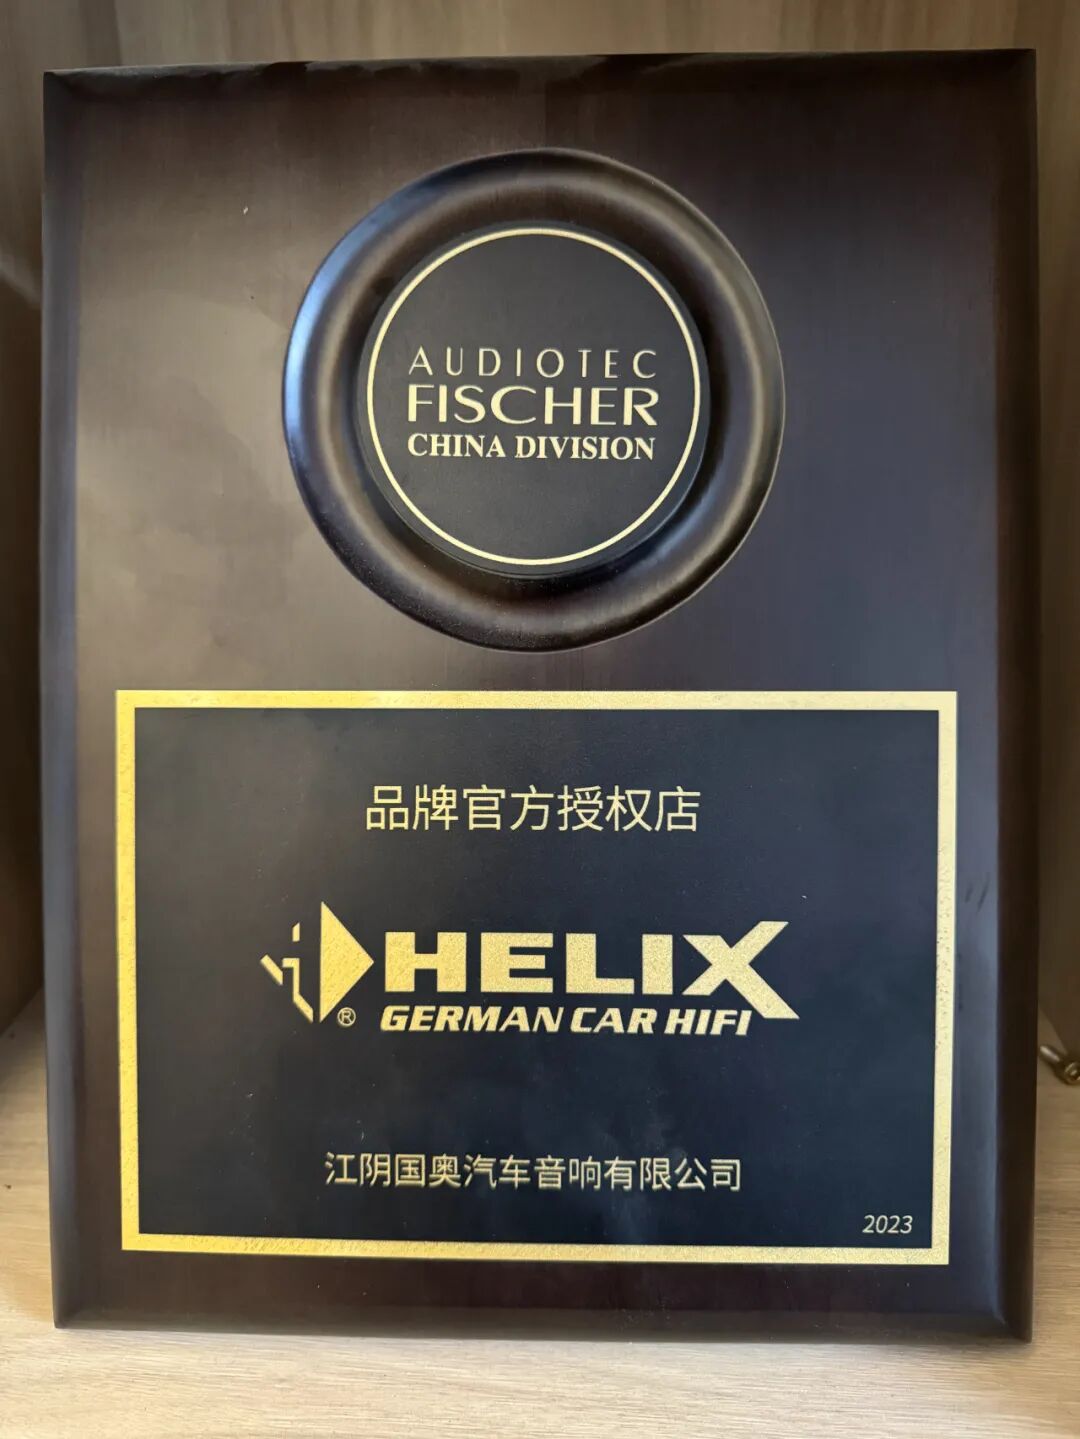 AUDIOTEC
FISCHER
CHINA DIVISION
品牌官方授权店
HELIX
®
GERMAN CAR HIFI
江阴国奥汽车音响有限公司
2023